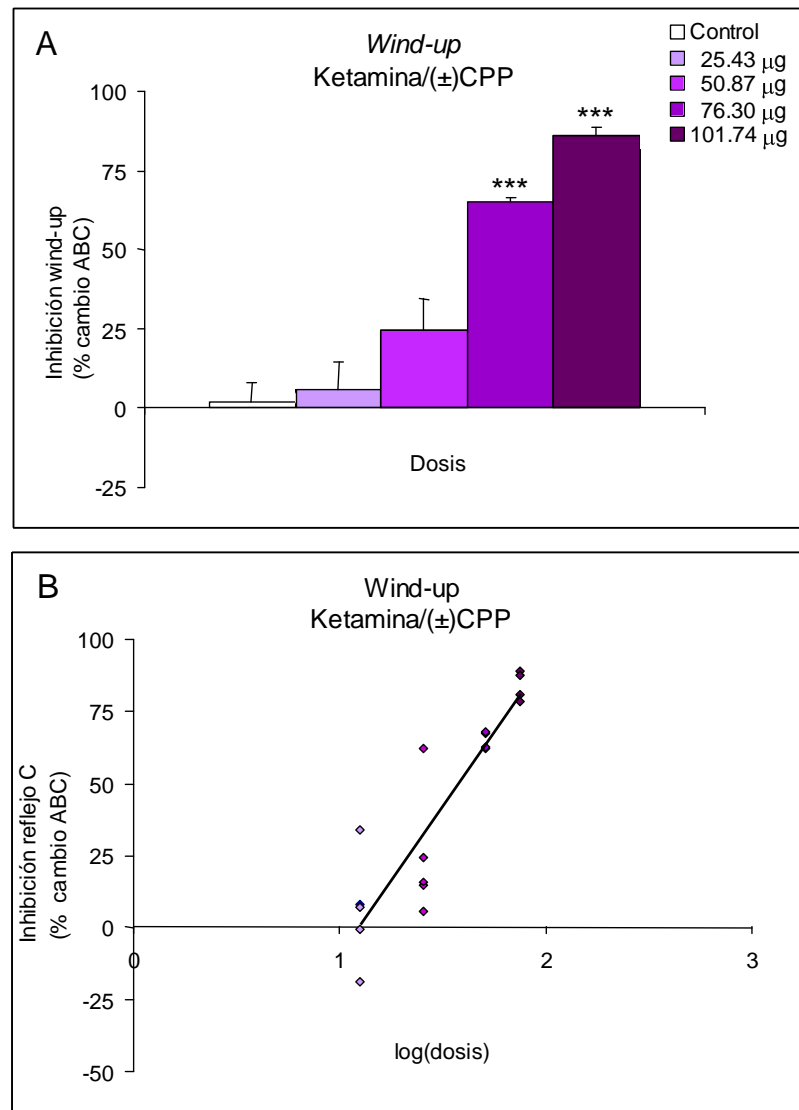 A
Wind-up
Ketamina/(±)CPP
Control
25.43 µg
50.87 µg
76.30 µg
101.74 µg
100
75
50
25
0
-25
***
***
Inhibición wind-up
(% cambio ABC)
Dosis
B
Wind-up
Ketamina/(±)CPP
100
75
50
25
0
-25
-50
0
1
2
3
Inhibición reflejo C
(% cambio ABC)
log(dosis)